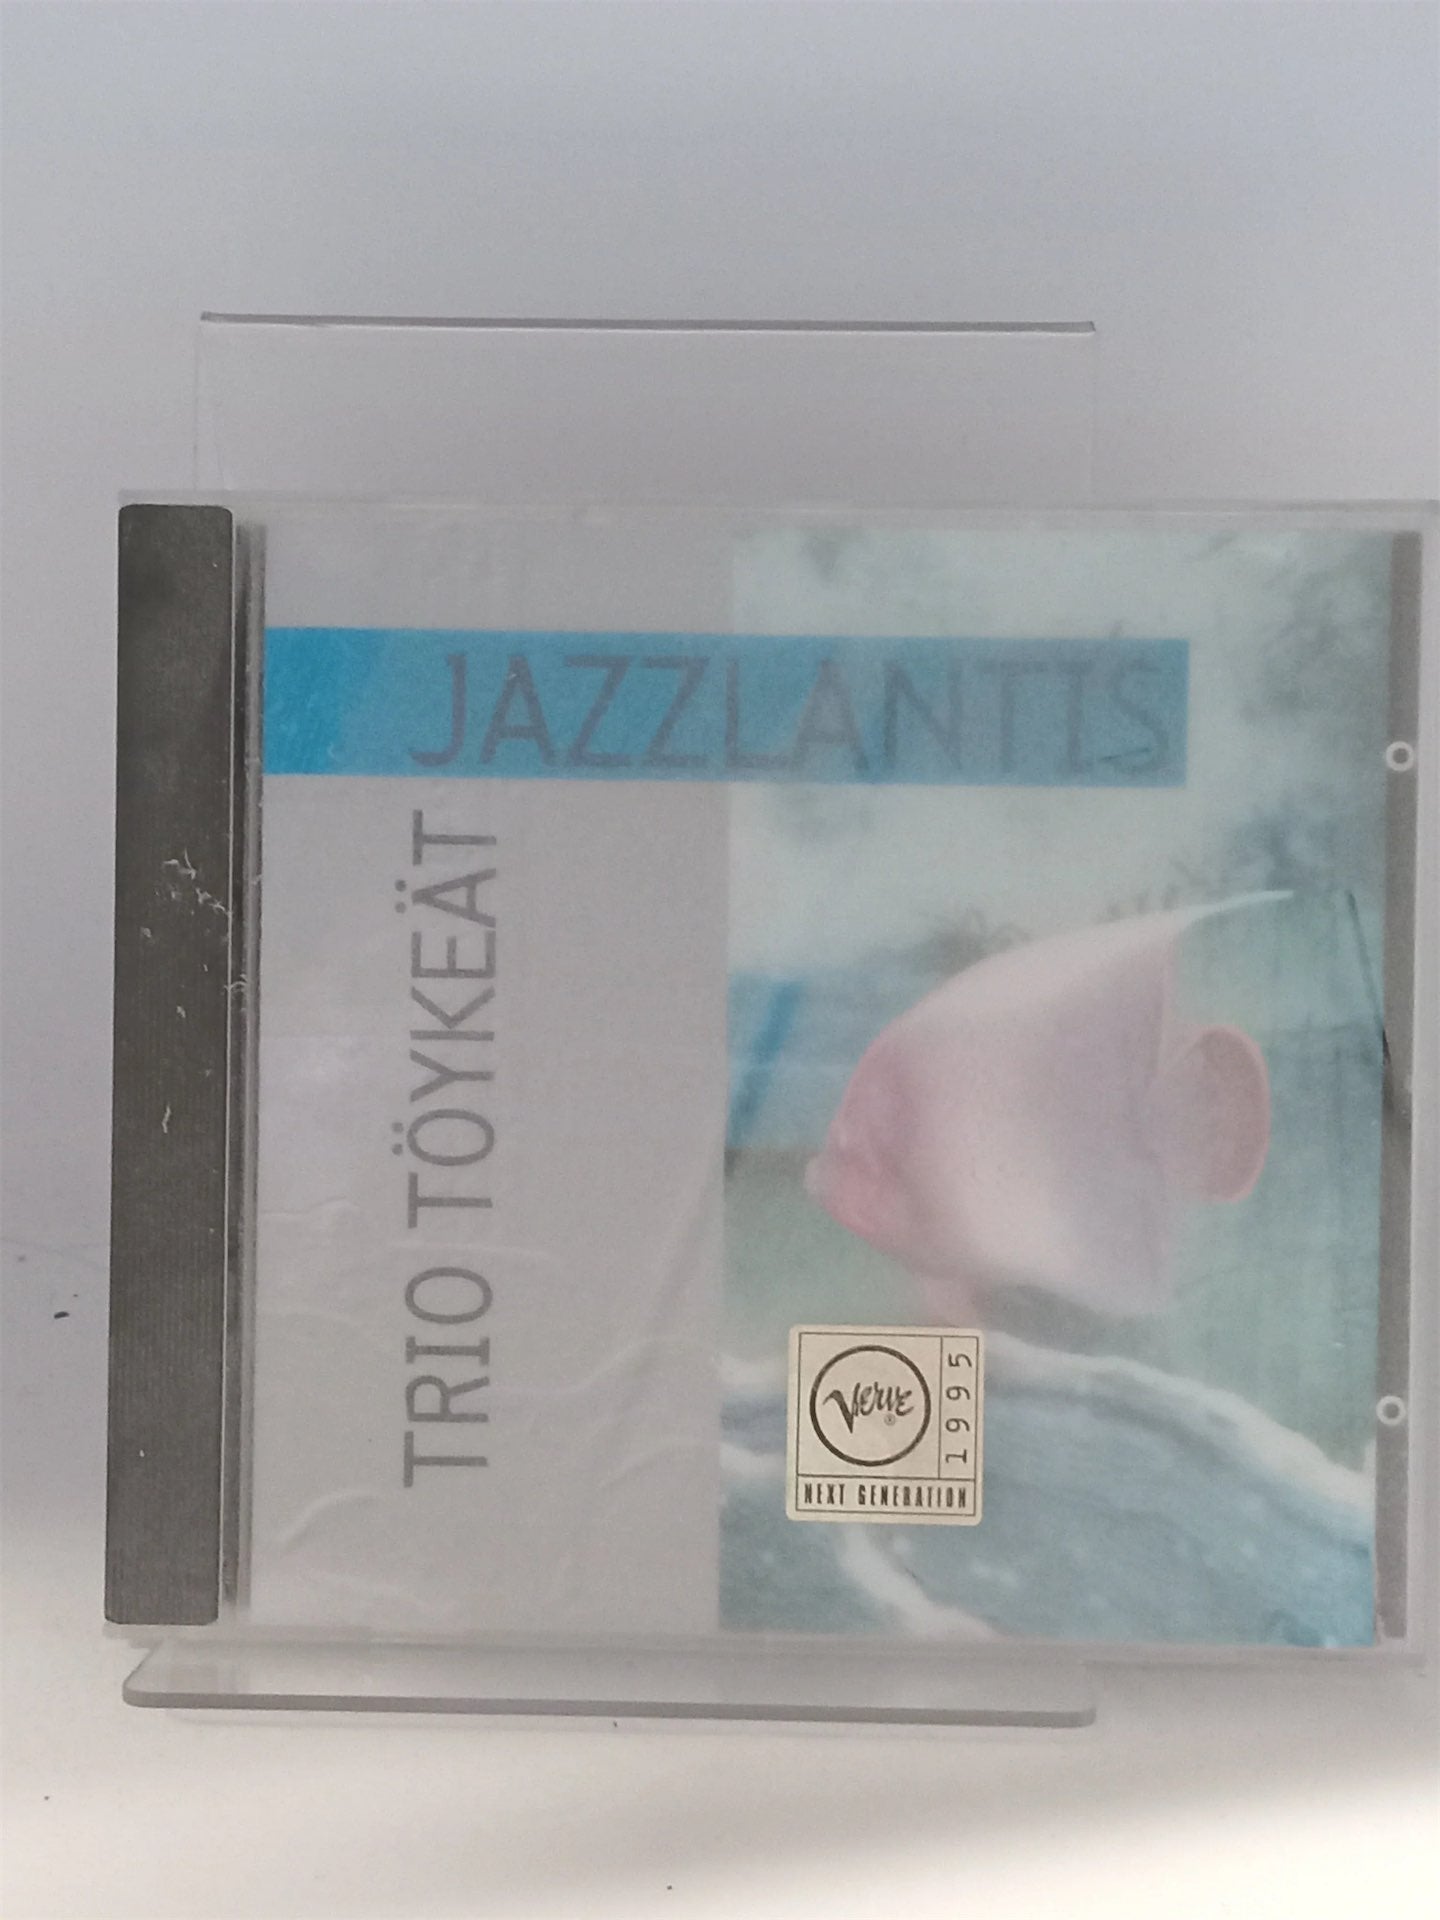 JAZZLANTIS
TRIO TÖYKEÄT
Verve®
1995
NEXT GENERATION